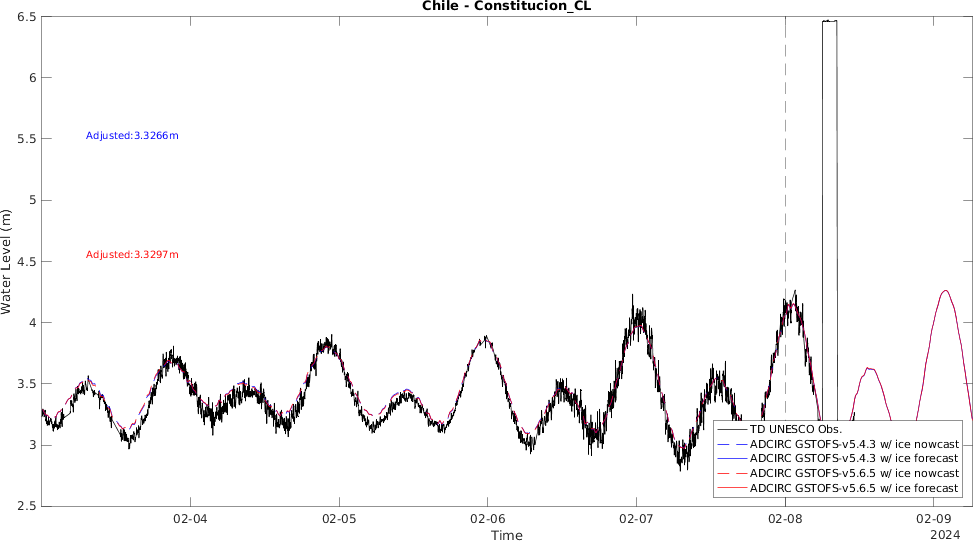 Chile - Constitucion_CL
6.5
6
5.5
5
4.5
4
3.5
3
2.5
Water Level (m)
Adjusted:3.3266m
Adjusted:3.3297m
TD UNESCO Obs.
ADCIRC GSTOFS-v5.4.3 w/ ice nowcast
ADCIRC GSTOFS-v5.4.3 w/ ice forecast
ADCIRC GSTOFS-v5.6.5 w/ ice nowcast
ADCIRC GSTOFS-v5.6.5 w/ ice forecast
02-04 02-05 02-06 02-07 02-08 02-09
Time
2024